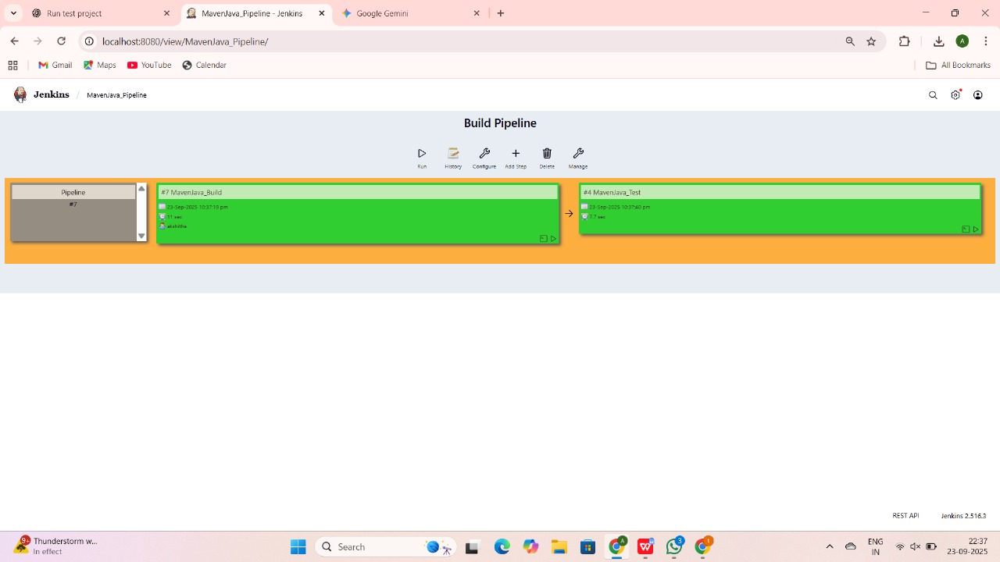 Run test project
MavenJava_Pipeline - Jenkins
Google Gemini
localhost:8080/view/MavenJava_Pipeline/
A
Gmail
Maps
YouTube
Calendar
All Bookmarks
Jenkins / MavenJava_Pipeline
Build Pipeline
Run
History
Configure
Add Step
Delete
Manage
Pipeline
#7
#7 MavenJava_Build
23-Sep-2025 10:37:19 pm
11 sec
akshitha
#4 MavenJava_Test
23-Sep-2025 10:37:40 pm
7.7 sec
REST API
Jenkins 2.516.3
9+
Thunderstorm w...
In effect
Search
A
W
3
1
ENG
IN
22:37
23-09-2025